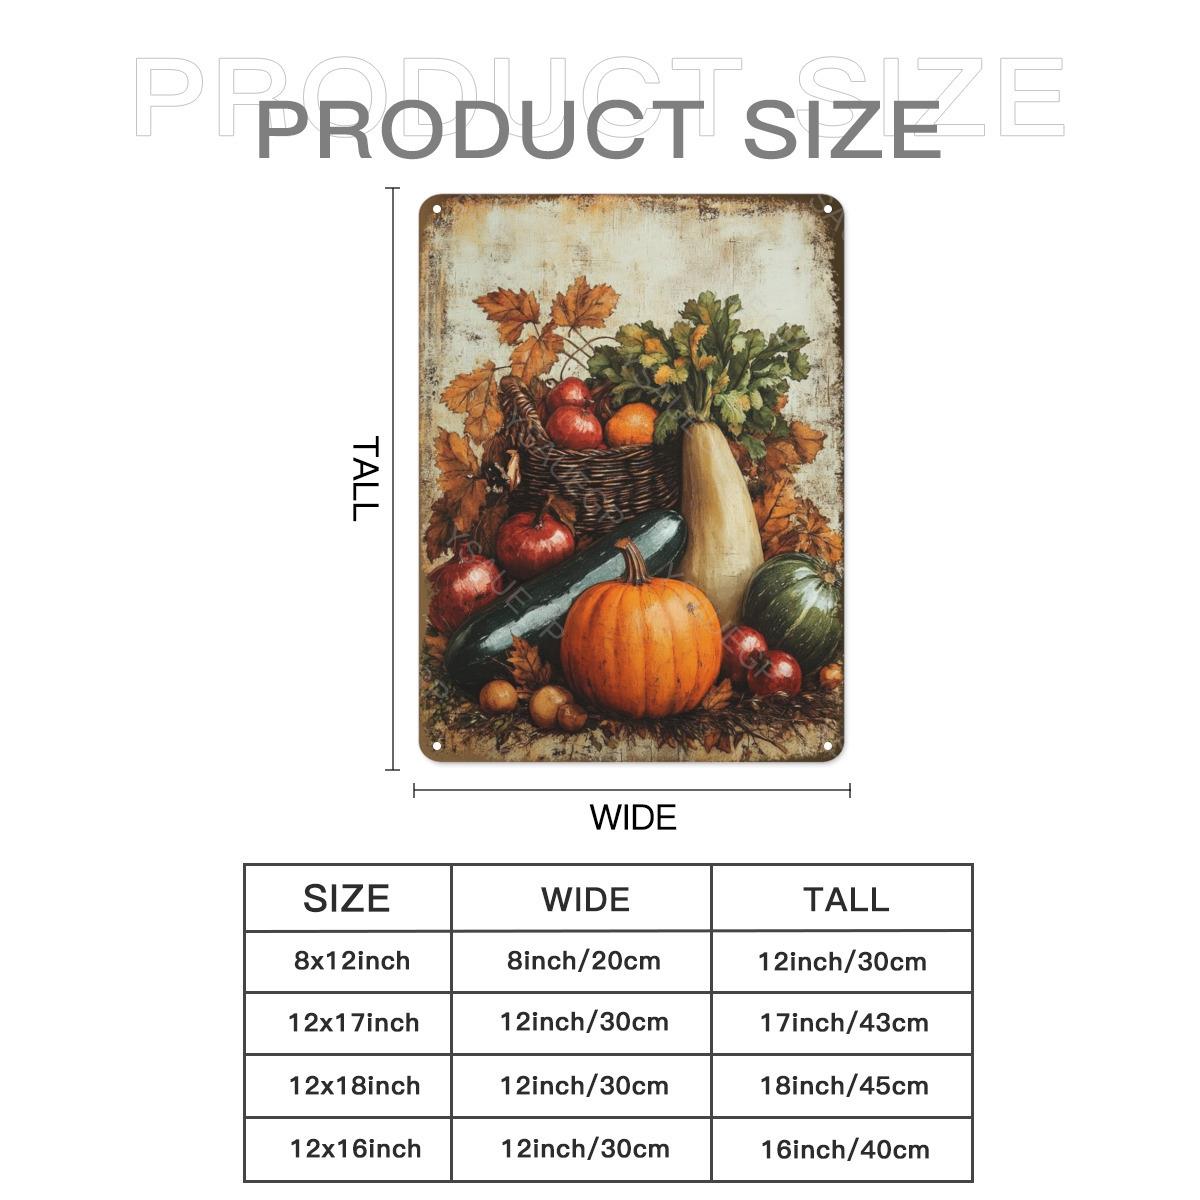 PRODUCT SIZE
PRODUCT SIZE
TALL
WIDE
SIZE WIDE TALL
8x12inch 8inch/20cm 12inch/30cm
12x17inch 12inch/30cm 17inch/43cm
12x18inch 12inch/30cm 18inch/45cm
12x16inch 12inch/30cm 16inch/40cm